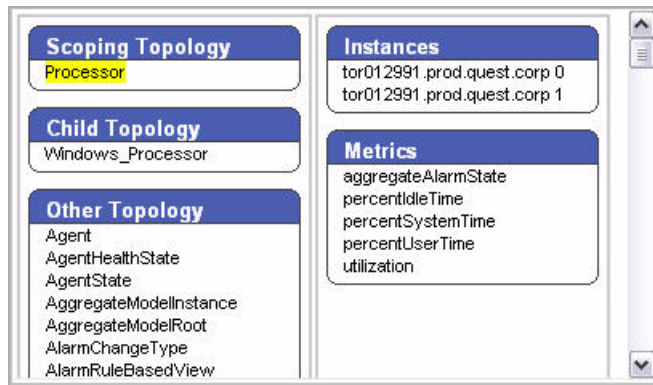 Scoping Topology
Processor
Child Topology
Windows_Processor
Other Topology
Agent
AgentHealthState
AgentState
AggregateModelInstance
AggregateModelRoot
AlarmChangeType
AlarmRuleBasedView
Instances
tor012991.prod.quest.corp 0
tor012991.prod.quest.corp 1
Metrics
aggregateAlarmState
percentIdleTime
percentSystemTime
percentUserTime
utilization